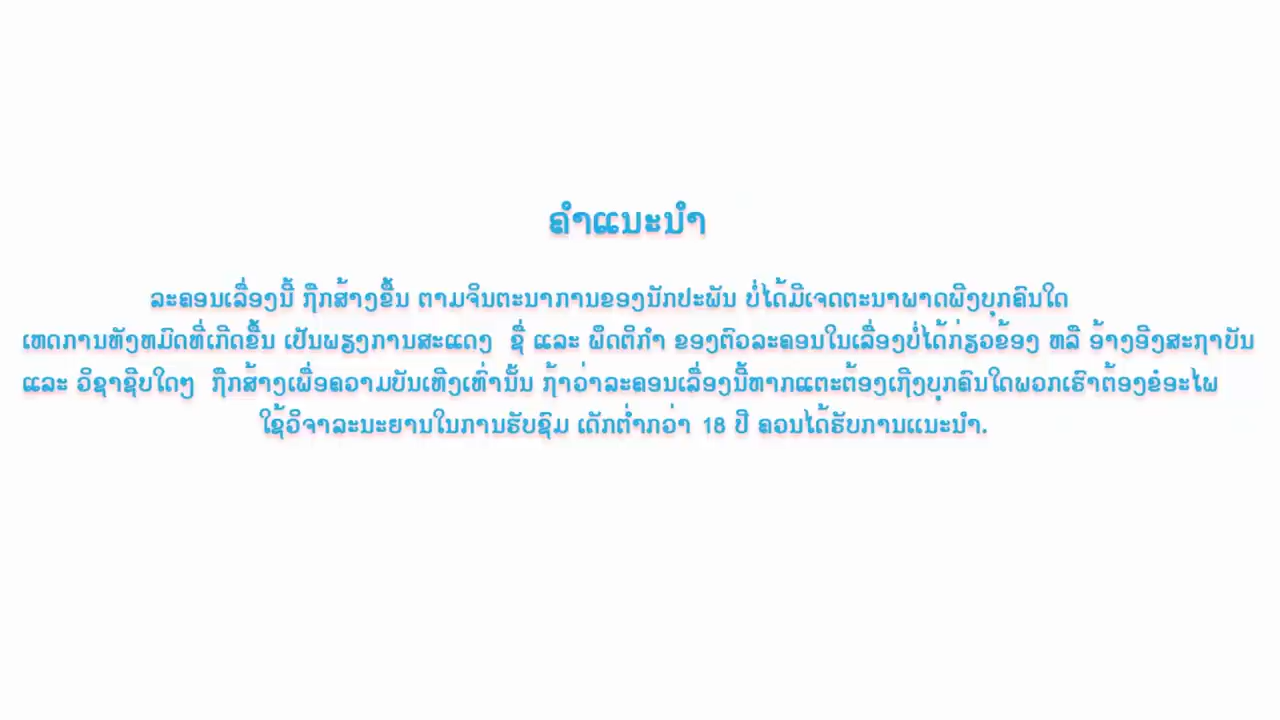 ຄຳແນະນຳ
ລະຄອນເລື່ອງນີ້ ຖືກສ້າງຂື້ນ ຕາມຈິນຕະນາການຂອງນັກປະພັນ ບໍ່ໄດ້ມີເຈດຕະນາພາດພີງບຸກຄົນໃດ
ເຫດການທັງຫມົດທີ່ເກີດຂື້ນ ເປັນພຽງການສະແດງ ຊື່ ແລະ ພຶດຕິກຳ ຂອງຕົວລະຄອນໃນເລື່ອງບໍ່ໄດ້ກ່ຽວຂ້ອງ ຫລື ອ້າງອີງສະຖາບັນ
ແລະ ວິຊາຊີບໃດໆ ຖືກສ້າງເພື່ອຄວາມບັນເທີງເທົ່ານັ້ນ ຖ້າວ່າລະຄອນເລື່ອງນີ້ຫາກແຕະຕ້ອງເຖີງບຸກຄົນໃດພວກເຮົາຕ້ອງຂໍອະໄພ
ໃຊ້ວິຈາລະນະຍານໃນການຮັບຊົມ ເດັກຕ່ຳກວ່າ 18 ປີ ຄວນໄດ້ຮັບການແນະນຳ.